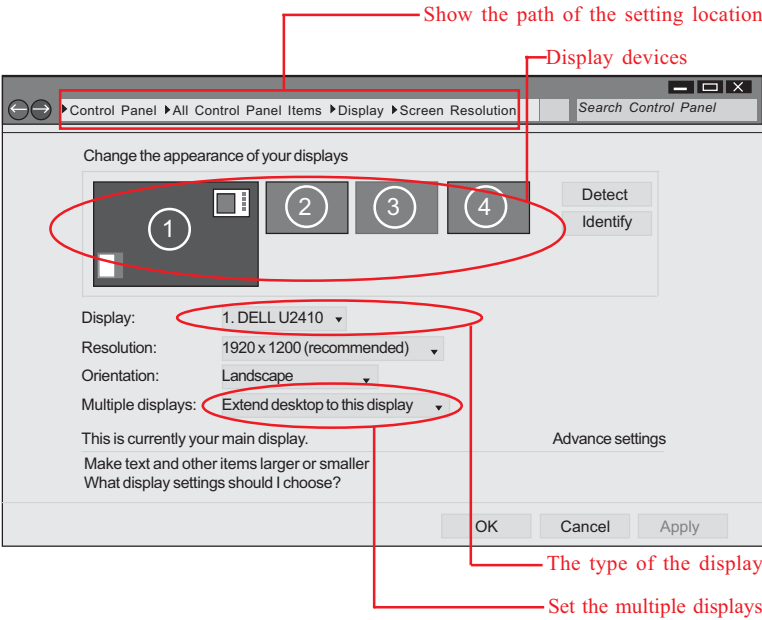 Show the path of the setting location
Display devices
Control Panel All Control Panel Items Display Screen Resolution
Search Control Panel
Change the appearance of your displays
1 2 3 4
Detect
Identify
Display: 1. DELL U2410
Resolution: 1920 x 1200 (recommended)
Orientation: Landscape
Multiple displays: Extend desktop to this display
This is currently your main display. Advance settings
Make text and other items larger or smaller
What display settings should I choose?
OK Cancel Apply
The type of the display
Set the multiple displays